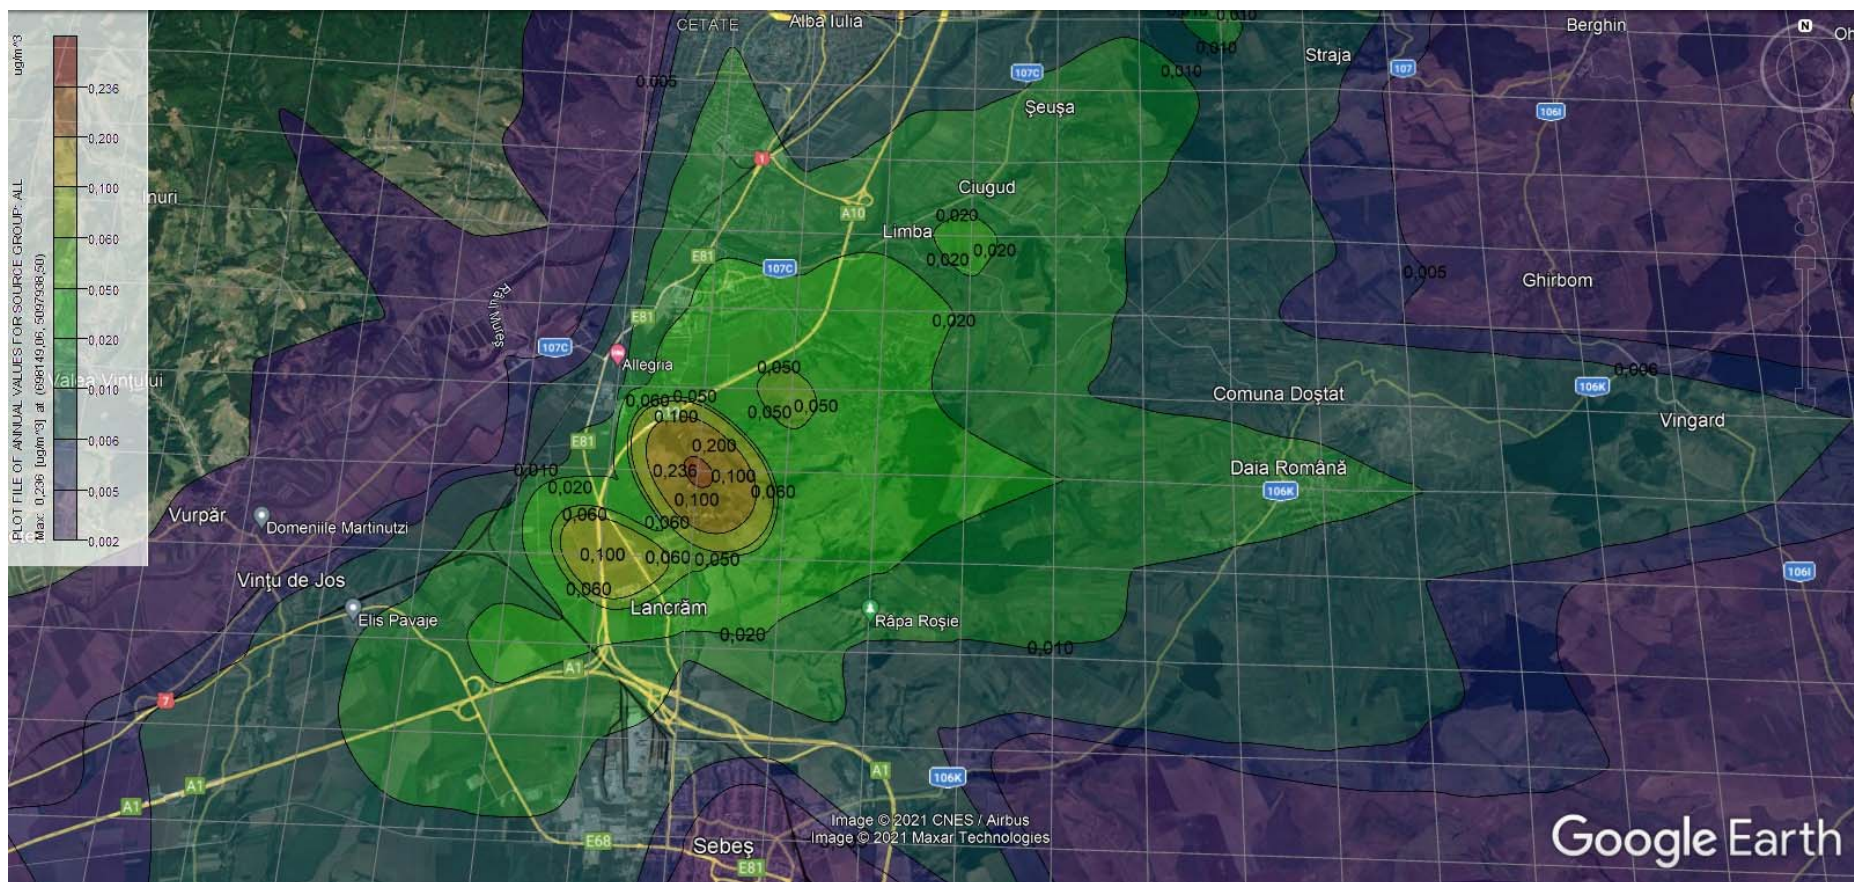 CETATE
Alba Iulia
0.010
0.010
Berghin
N
Oh
ug/m^3
0.005
107C
0.010
0.010
Straja
107
0,236
Şeuşa
106I
0,200
1
0,100
Inuri
A10
Ciugud
0,020
0,060
Limba
0,020
0,020
E81
107C
0.005
Ghirbom
0,050
Râul Mureş
E81
0,020
0,020
107C
Allegria
0,050
0,006
Valea Vinţului
0,010
0,060
0,050
0,050
0,050
Comuna Doştat
106K
Vingard
0,100
0,006
E81
0,200
0,010
0,236
0,100
Daia Română
0,005
0,020
0,100
0,060
106K
0,002
Vurpăr
Domeniile Martinutzi
0,060
0,060
0,100
0,060
0,050
106I
Vinţu de Jos
0,060
Lancrăm
Elis Pavaje
Râpa Roşie
0,020
0,010
A1
7
A1
A1
A1
106K
Image © 2021 CNES / Airbus
Image © 2021 Maxar Technologies
E68
Sebeş
E81
Google Earth
PLOT FILE OF ANNUAL VALUES FOR SOURCE GROUP: ALL
Max: 0,236 [ug/m^3] at (698149,06, 5097938,50)